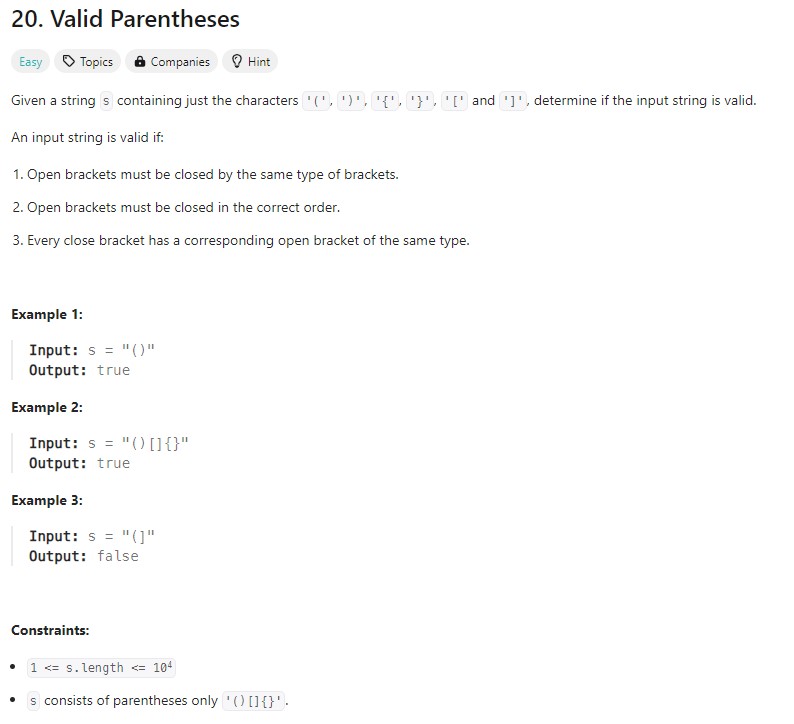 20. Valid Parentheses
Easy Topics Companies Hint
Given a string s containing just the characters '(', ')', '{', '}', '[' and ']', determine if the input string is valid.
An input string is valid if:
1. Open brackets must be closed by the same type of brackets.
2. Open brackets must be closed in the correct order.
3. Every close bracket has a corresponding open bracket of the same type.
Example 1:
Input: s = "()"
Output: true
Example 2:
Input: s = "()[]{}"
Output: true
Example 3:
Input: s = "(]"
Output: false
Constraints:
• 1 <= s.length <= 10⁴
• s consists of parentheses only '()[]{}'.